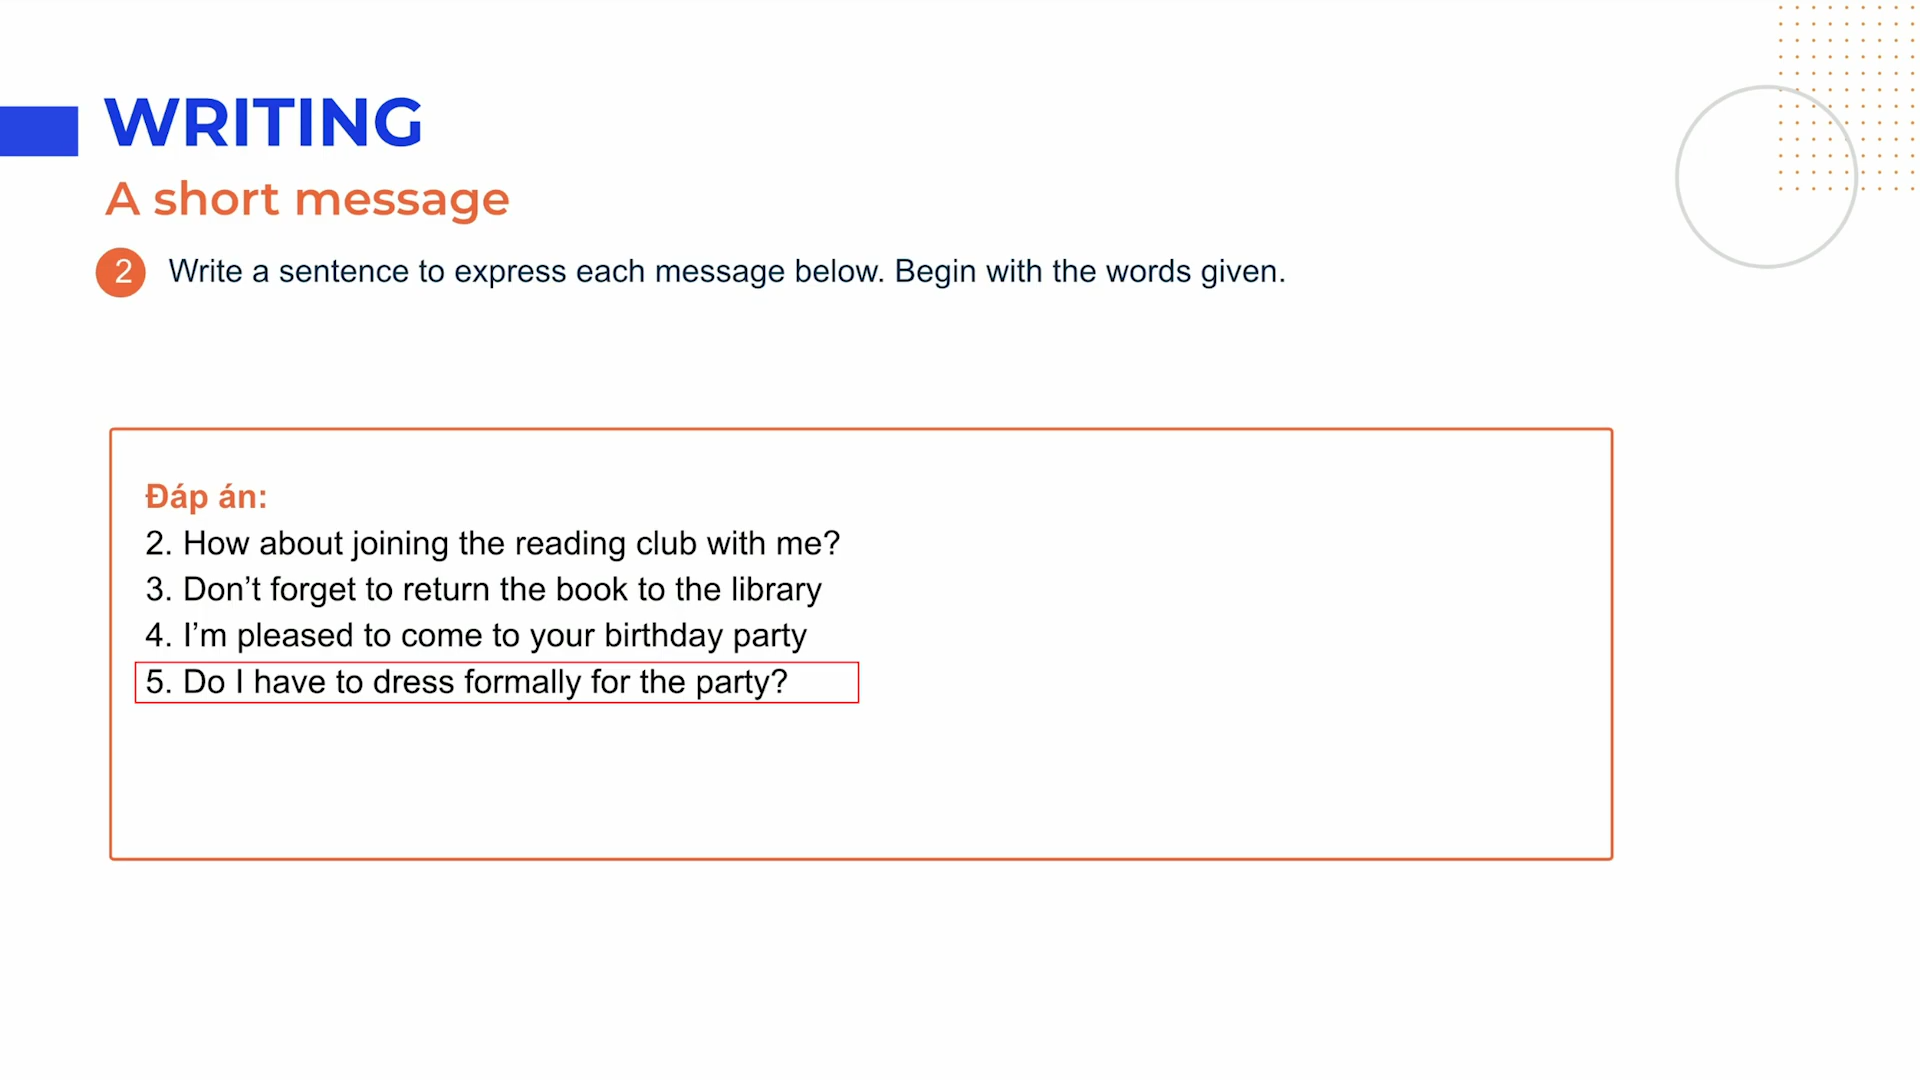 WRITING
A short message
2 Write a sentence to express each message below. Begin with the words given.
Đáp án:
2. How about joining the reading club with me?
3. Don’t forget to return the book to the library
4. I’m pleased to come to your birthday party
5. Do I have to dress formally for the party?